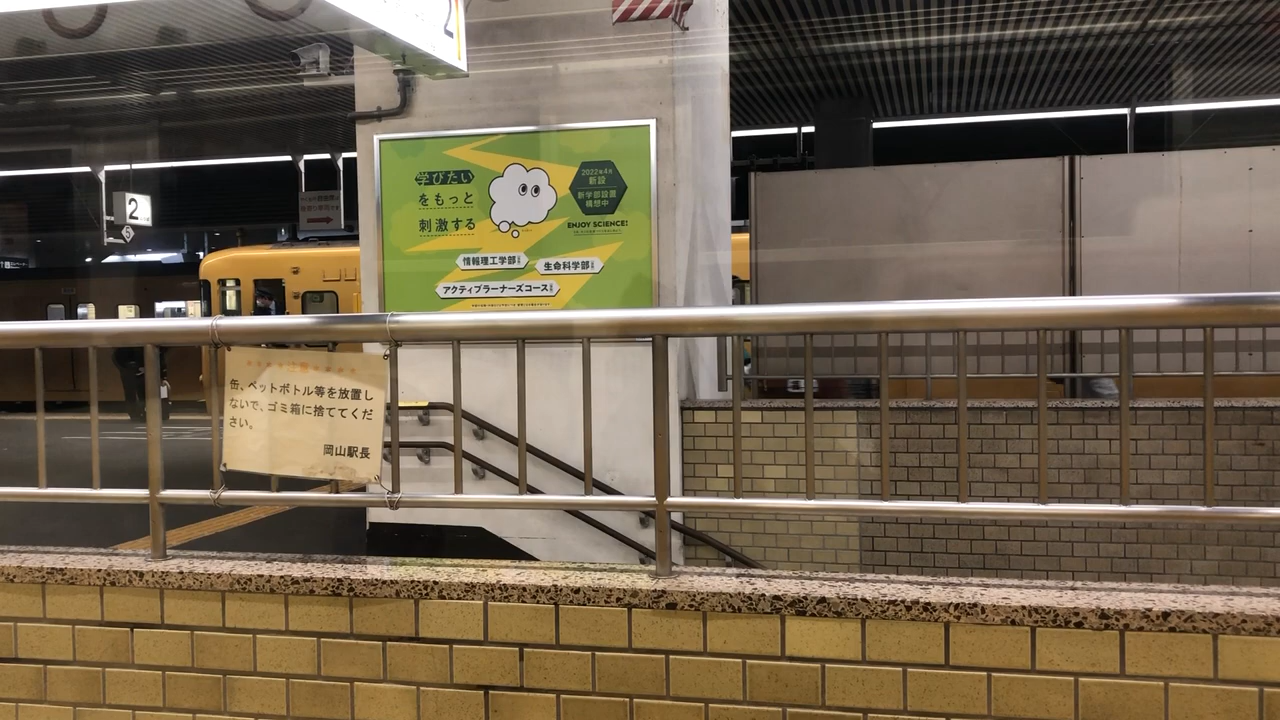 2
5
学びたい
をもっと
刺激する
2022年4月
新設
新学部設置
構想中
ENJOY SCIENCE!
情報理工学部
生命科学部
アクティブラーナーズコース
缶、ペットボトル等を放置し
ないで、ゴミ箱に捨ててくだ
さい。
岡山駅長